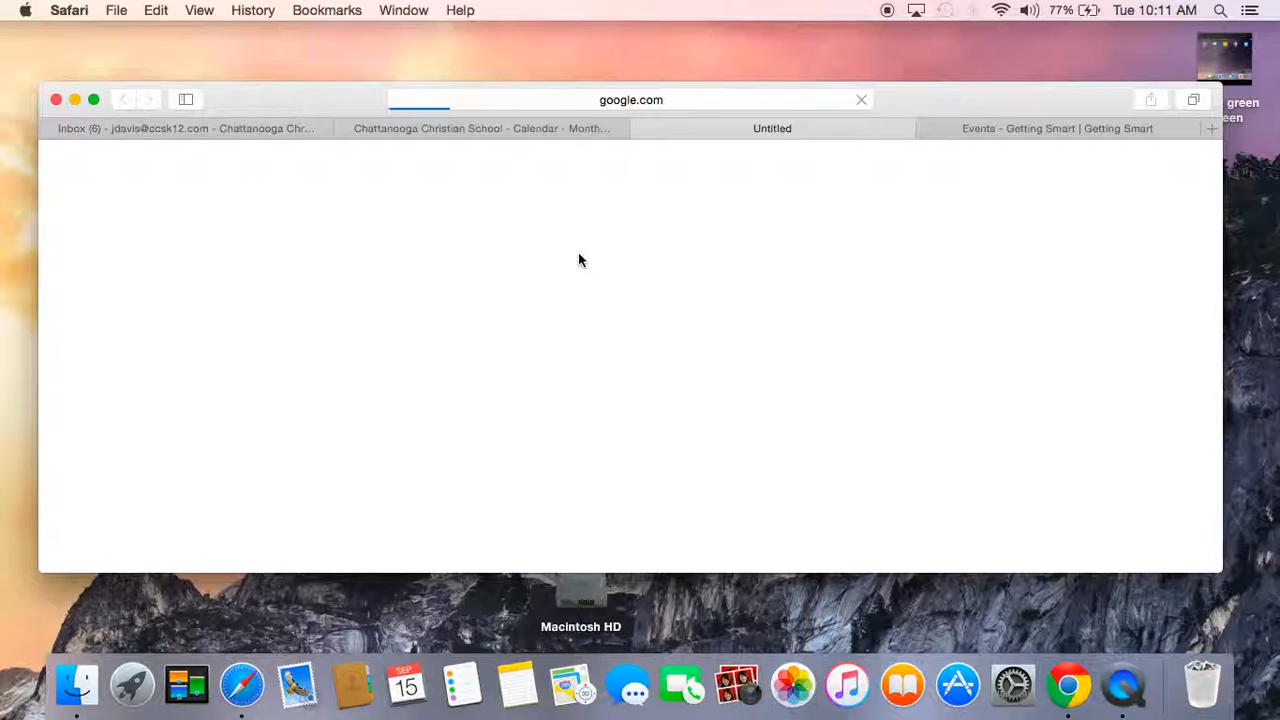 Safari File Edit View History Bookmarks Window Help 77% Tue 10:11 AM
google.com
Inbox (6) - jdavis@ccsk12.com - Chattanooga Chr... Chattanooga Christian School - Calendar - Month... Untitled Events - Getting Smart | Getting Smart
green
een
Macintosh HD
SEP
15